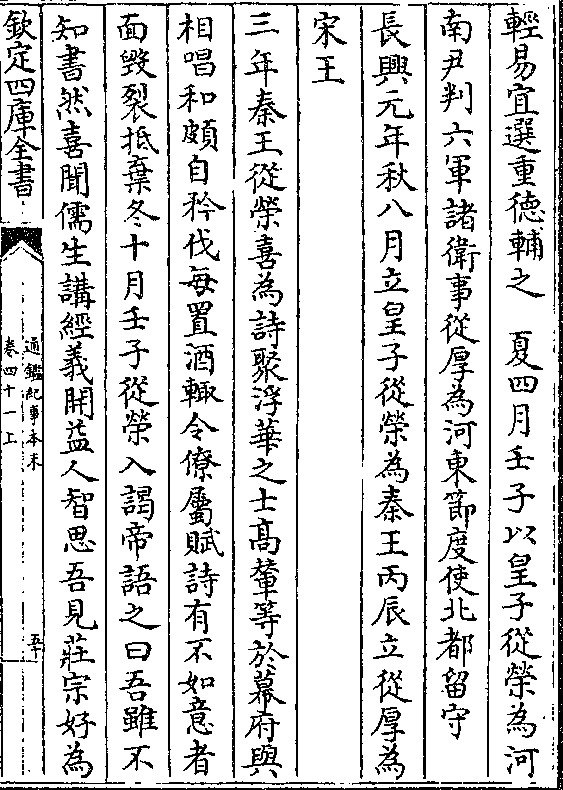 輕易宜選重德輔之　夏四月壬子以皇子從榮為河
南尹判六軍諸衛事從厚為河東節度使北都留守
長興元年秋八月立皇子從榮為秦王丙辰立從厚為
宋王
三年秦王從榮喜為詩聚浮華之士高輦等於幕府與
相唱和頗自矜伐每置酒輒令僚屬賦詩有不如意者
面毀裂抵棄冬十月壬子從榮入謁帝語之曰吾雖不
知書然喜聞儒生講經義開益人智思吾見莊宗好為
欽定四庫全書
通鑑紀事本末
卷四十一上
五十